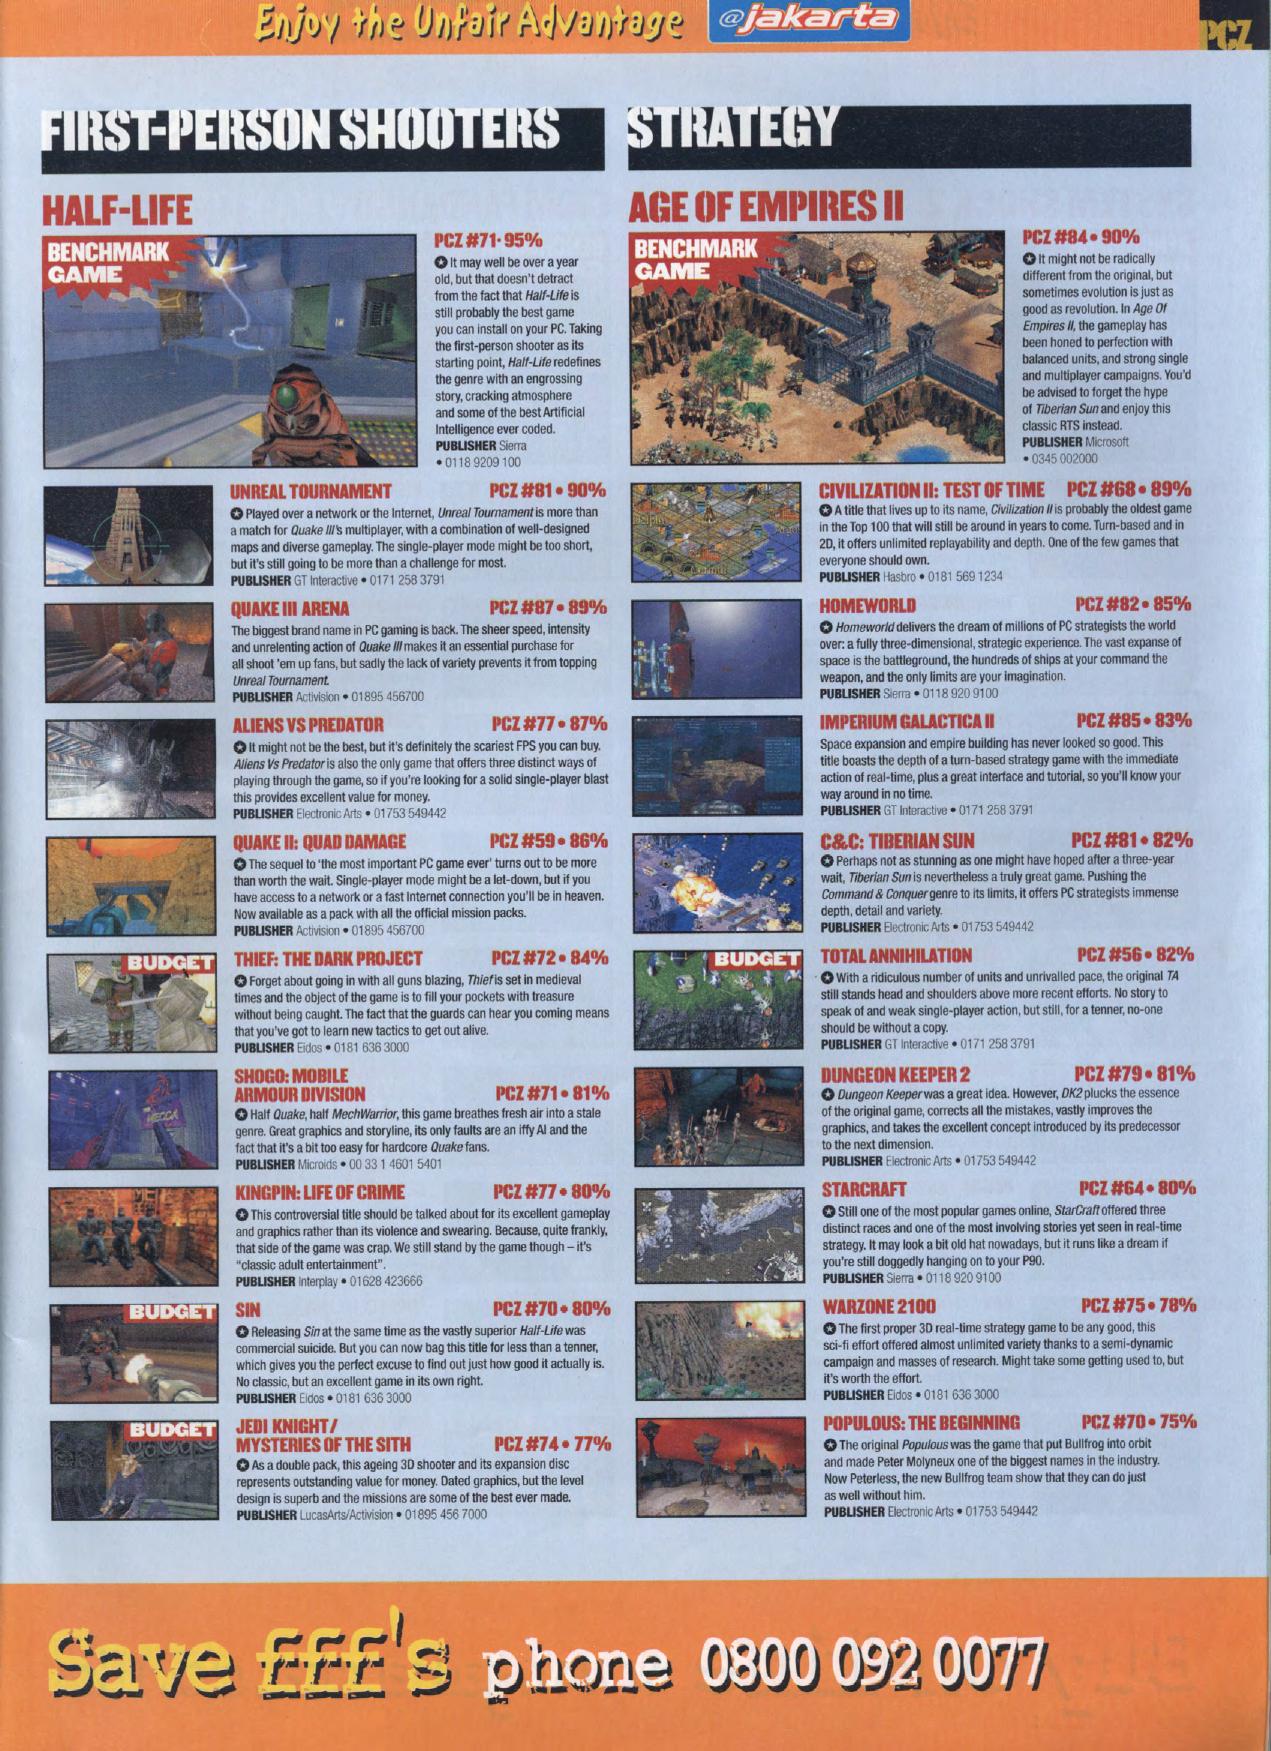 Enjoy the Unfair Advantage
@jakarta
PCZ
FIRST-PERSON SHOOTERS
HALF-LIFE
BENCHMARK
GAME
PCZ #71 • 95%
It may well be over a year
old, but that doesn't detract
from the fact that Half-Life is
still probably the best game
you can install on your PC. Taking
the first-person shooter as its
starting point, Half-Life redefines
the genre with an engrossing
story, cracking atmosphere
and some of the best Artificial
Intelligence ever coded.
PUBLISHER Sierra
• 0118 9209 100
UNREAL TOURNAMENT PCZ #81 • 90%
Played over a network or the Internet, Unreal Tournament is more than
a match for Quake III's multiplayer, with a combination of well-designed
maps and diverse gameplay. The single-player mode might be too short,
but it's still going to be more than a challenge for most.
PUBLISHER GT Interactive • 0171 258 3791
QUAKE III ARENA PCZ #87 • 89%
The biggest brand name in PC gaming is back. The sheer speed, intensity
and unrelenting action of Quake III makes it an essential purchase for
all shoot 'em up fans, but sadly the lack of variety prevents it from topping
Unreal Tournament.
PUBLISHER Activision • 01895 456700
ALIENS VS PREDATOR PCZ #77 • 87%
It might not be the best, but it's definitely the scariest FPS you can buy.
Aliens Vs Predator is also the only game that offers three distinct ways of
playing through the game, so if you're looking for a solid single-player blast
this provides excellent value for money.
PUBLISHER Electronic Arts • 01753 549442
QUAKE II: QUAD DAMAGE PCZ #59 • 86%
The sequel to 'the most important PC game ever' turns out to be more
than worth the wait. Single-player mode might be a let-down, but if you
have access to a network or a fast Internet connection you'll be in heaven.
Now available as a pack with all the official mission packs.
PUBLISHER Activision • 01895 456700
BUDGET
THIEF: THE DARK PROJECT PCZ #72 • 84%
Forget about going in with all guns blazing, Thief is set in medieval
times and the object of the game is to fill your pockets with treasure
without being caught. The fact that the guards can hear you coming means
that you've got to learn new tactics to get out alive.
PUBLISHER Eidos • 0181 636 3000
SHOGO: MOBILE
ARMOUR DIVISION PCZ #71 • 81%
Half Quake, half MechWarrior, this game breathes fresh air into a stale
genre. Great graphics and storyline, its only faults are an iffy AI and the
fact that it's a bit too easy for hardcore Quake fans.
PUBLISHER Microids • 00 33 1 4601 5401
KINGPIN: LIFE OF CRIME PCZ #77 • 80%
This controversial title should be talked about for its excellent gameplay
and graphics rather than its violence and swearing. Because, quite frankly,
that side of the game was crap. We still stand by the game though – it's
"classic adult entertainment".
PUBLISHER Interplay • 01628 423666
BUDGET
SIN PCZ #70 • 80%
Releasing Sin at the same time as the vastly superior Half-Life was
commercial suicide. But you can now bag this title for less than a tenner,
which gives you the perfect excuse to find out just how good it actually is.
No classic, but an excellent game in its own right.
PUBLISHER Eidos • 0181 636 3000
BUDGET
JEDI KNIGHT/
MYSTERIES OF THE SITH PCZ #74 • 77%
As a double pack, this ageing 3D shooter and its expansion disc
represents outstanding value for money. Dated graphics, but the level
design is superb and the missions are some of the best ever made.
PUBLISHER LucasArts/Activision • 01895 456 7000
STRATEGY
AGE OF EMPIRES II
BENCHMARK
GAME
PCZ #84 • 90%
It might not be radically
different from the original, but
sometimes evolution is just as
good as revolution. In Age Of
Empires II, the gameplay has
been honed to perfection with
balanced units, and strong single
and multiplayer campaigns. You'd
be advised to forget the hype
of Tiberian Sun and enjoy this
classic RTS instead.
PUBLISHER Microsoft
• 0345 002000
CIVILIZATION II: TEST OF TIME PCZ #68 • 89%
A title that lives up to its name, Civilization II is probably the oldest game
in the Top 100 that will still be around in years to come. Turn-based and in
2D, it offers unlimited replayability and depth. One of the few games that
everyone should own.
PUBLISHER Hasbro • 0181 569 1234
HOMEWORLD PCZ #82 • 85%
Homeworld delivers the dream of millions of PC strategists the world
over: a fully three-dimensional, strategic experience. The vast expanse of
space is the battleground, the hundreds of ships at your command the
weapon, and the only limits are your imagination.
PUBLISHER Sierra • 0118 920 9100
IMPERIUM GALACTICA II PCZ #85 • 83%
Space expansion and empire building has never looked so good. This
title boasts the depth of a turn-based strategy game with the immediate
action of real-time, plus a great interface and tutorial, so you'll know your
way around in no time.
PUBLISHER GT Interactive • 0171 258 3791
C&C: TIBERIAN SUN PCZ #81 • 82%
Perhaps not as stunning as one might have hoped after a three-year
wait, Tiberian Sun is nevertheless a truly great game. Pushing the
Command & Conquer genre to its limits, it offers PC strategists immense
depth, detail and variety.
PUBLISHER Electronic Arts • 01753 549442
BUDGET
TOTAL ANNIHILATION PCZ #56 • 82%
With a ridiculous number of units and unrivalled pace, the original TA
still stands head and shoulders above more recent efforts. No story to
speak of and weak single-player action, but still, for a tenner, no-one
should be without a copy.
PUBLISHER GT Interactive • 0171 258 3791
DUNGEON KEEPER 2 PCZ #79 • 81%
Dungeon Keeper was a great idea. However, DK2 plucks the essence
of the original game, corrects all the mistakes, vastly improves the
graphics, and takes the excellent concept introduced by its predecessor
to the next dimension.
PUBLISHER Electronic Arts • 01753 549442
STARCRAFT PCZ #64 • 80%
Still one of the most popular games online, StarCraft offered three
distinct races and one of the most involving stories yet seen in real-time
strategy. It may look a bit old hat nowadays, but it runs like a dream if
you're still doggedly hanging on to your P90.
PUBLISHER Sierra • 0118 920 9100
WARZONE 2100 PCZ #75 • 78%
The first proper 3D real-time strategy game to be any good, this
sci-fi effort offered almost unlimited variety thanks to a semi-dynamic
campaign and masses of research. Might take some getting used to, but
it's worth the effort.
PUBLISHER Eidos • 0181 636 3000
POPULOUS: THE BEGINNING PCZ #70 • 75%
The original Populous was the game that put Bullfrog into orbit
and made Peter Molyneux one of the biggest names in the industry.
Now Peterless, the new Bullfrog team show that they can do just
as well without him.
PUBLISHER Electronic Arts • 01753 549442
Save £££'s phone 0800 092 0077